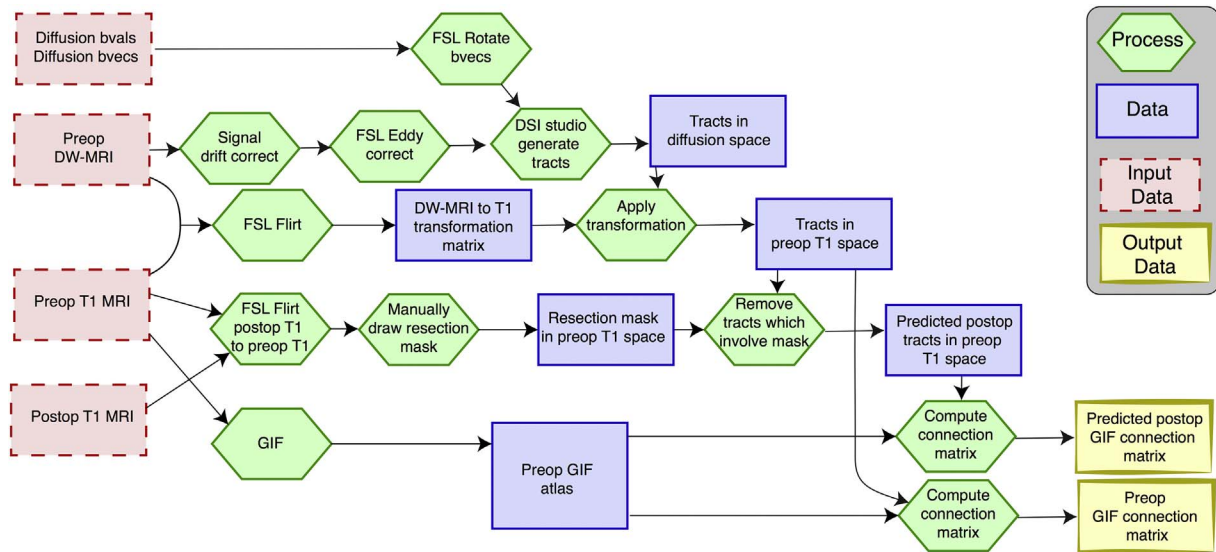 Diffusion bvals
Diffusion bvecs
FSL Rotate
bvecs
Process
Preop
DW-MRI
Signal
drift correct
FSL Eddy
correct
DSI studio
generate
tracts
Tracts in
diffusion space
Data
FSL Flirt
DW-MRI to T1
transformation
matrix
Apply
transformation
Tracts in
preop T1 space
Input
Data
Output
Data
Preop T1 MRI
FSL Flirt
postop T1
to preop T1
Manually
draw resection
mask
Resection mask
in preop T1 space
Remove
tracts which
involve mask
Predicted postop
tracts in preop
T1 space
Postop T1 MRI
GIF
Preop GIF
atlas
Compute
connection
matrix
Predicted postop
GIF connection
matrix
Compute
connection
matrix
Preop
GIF connection
matrix